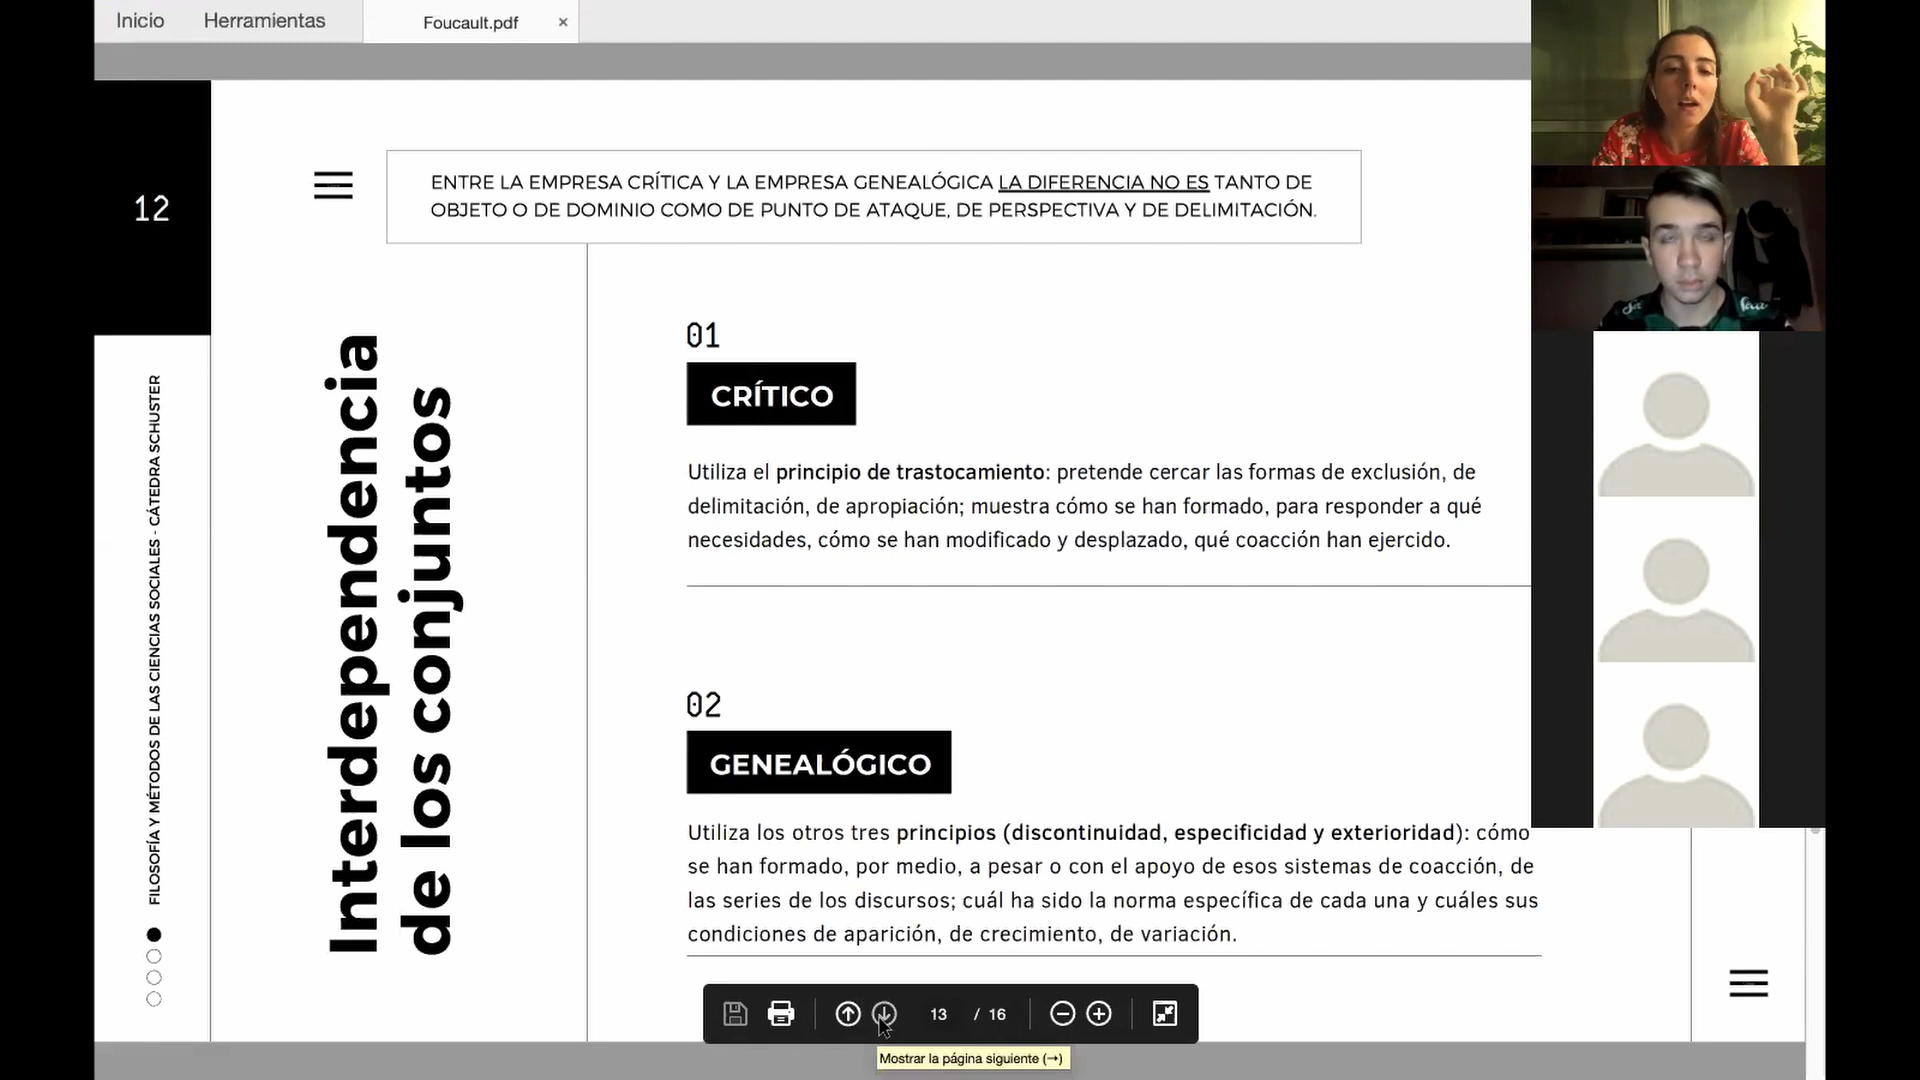 Inicio
Herramientas
Foucault.pdf
×
12
ENTRE LA EMPRESA CRÍTICA Y LA EMPRESA GENEALÓGICA LA DIFERENCIA NO ES TANTO DE
OBJETO O DE DOMINIO COMO DE PUNTO DE ATAQUE, DE PERSPECTIVA Y DE DELIMITACIÓN.
FILOSOFÍA Y MÉTODOS DE LAS CIENCIAS SOCIALES - CÁTEDRA SCHUSTER
Interdependencia
de los conjuntos
01
CRÍTICO
Utiliza el principio de trastocamiento: pretende cercar las formas de exclusión, de
delimitación, de apropiación; muestra cómo se han formado, para responder a qué
necesidades, cómo se han modificado y desplazado, qué coacción han ejercido.
02
GENEALÓGICO
Utiliza los otros tres principios (discontinuidad, especificidad y exterioridad): cómo
se han formado, por medio, a pesar o con el apoyo de esos sistemas de coacción, de
las series de los discursos; cuál ha sido la norma específica de cada una y cuáles sus
condiciones de aparición, de crecimiento, de variación.
13 / 16
Mostrar la página siguiente (→)